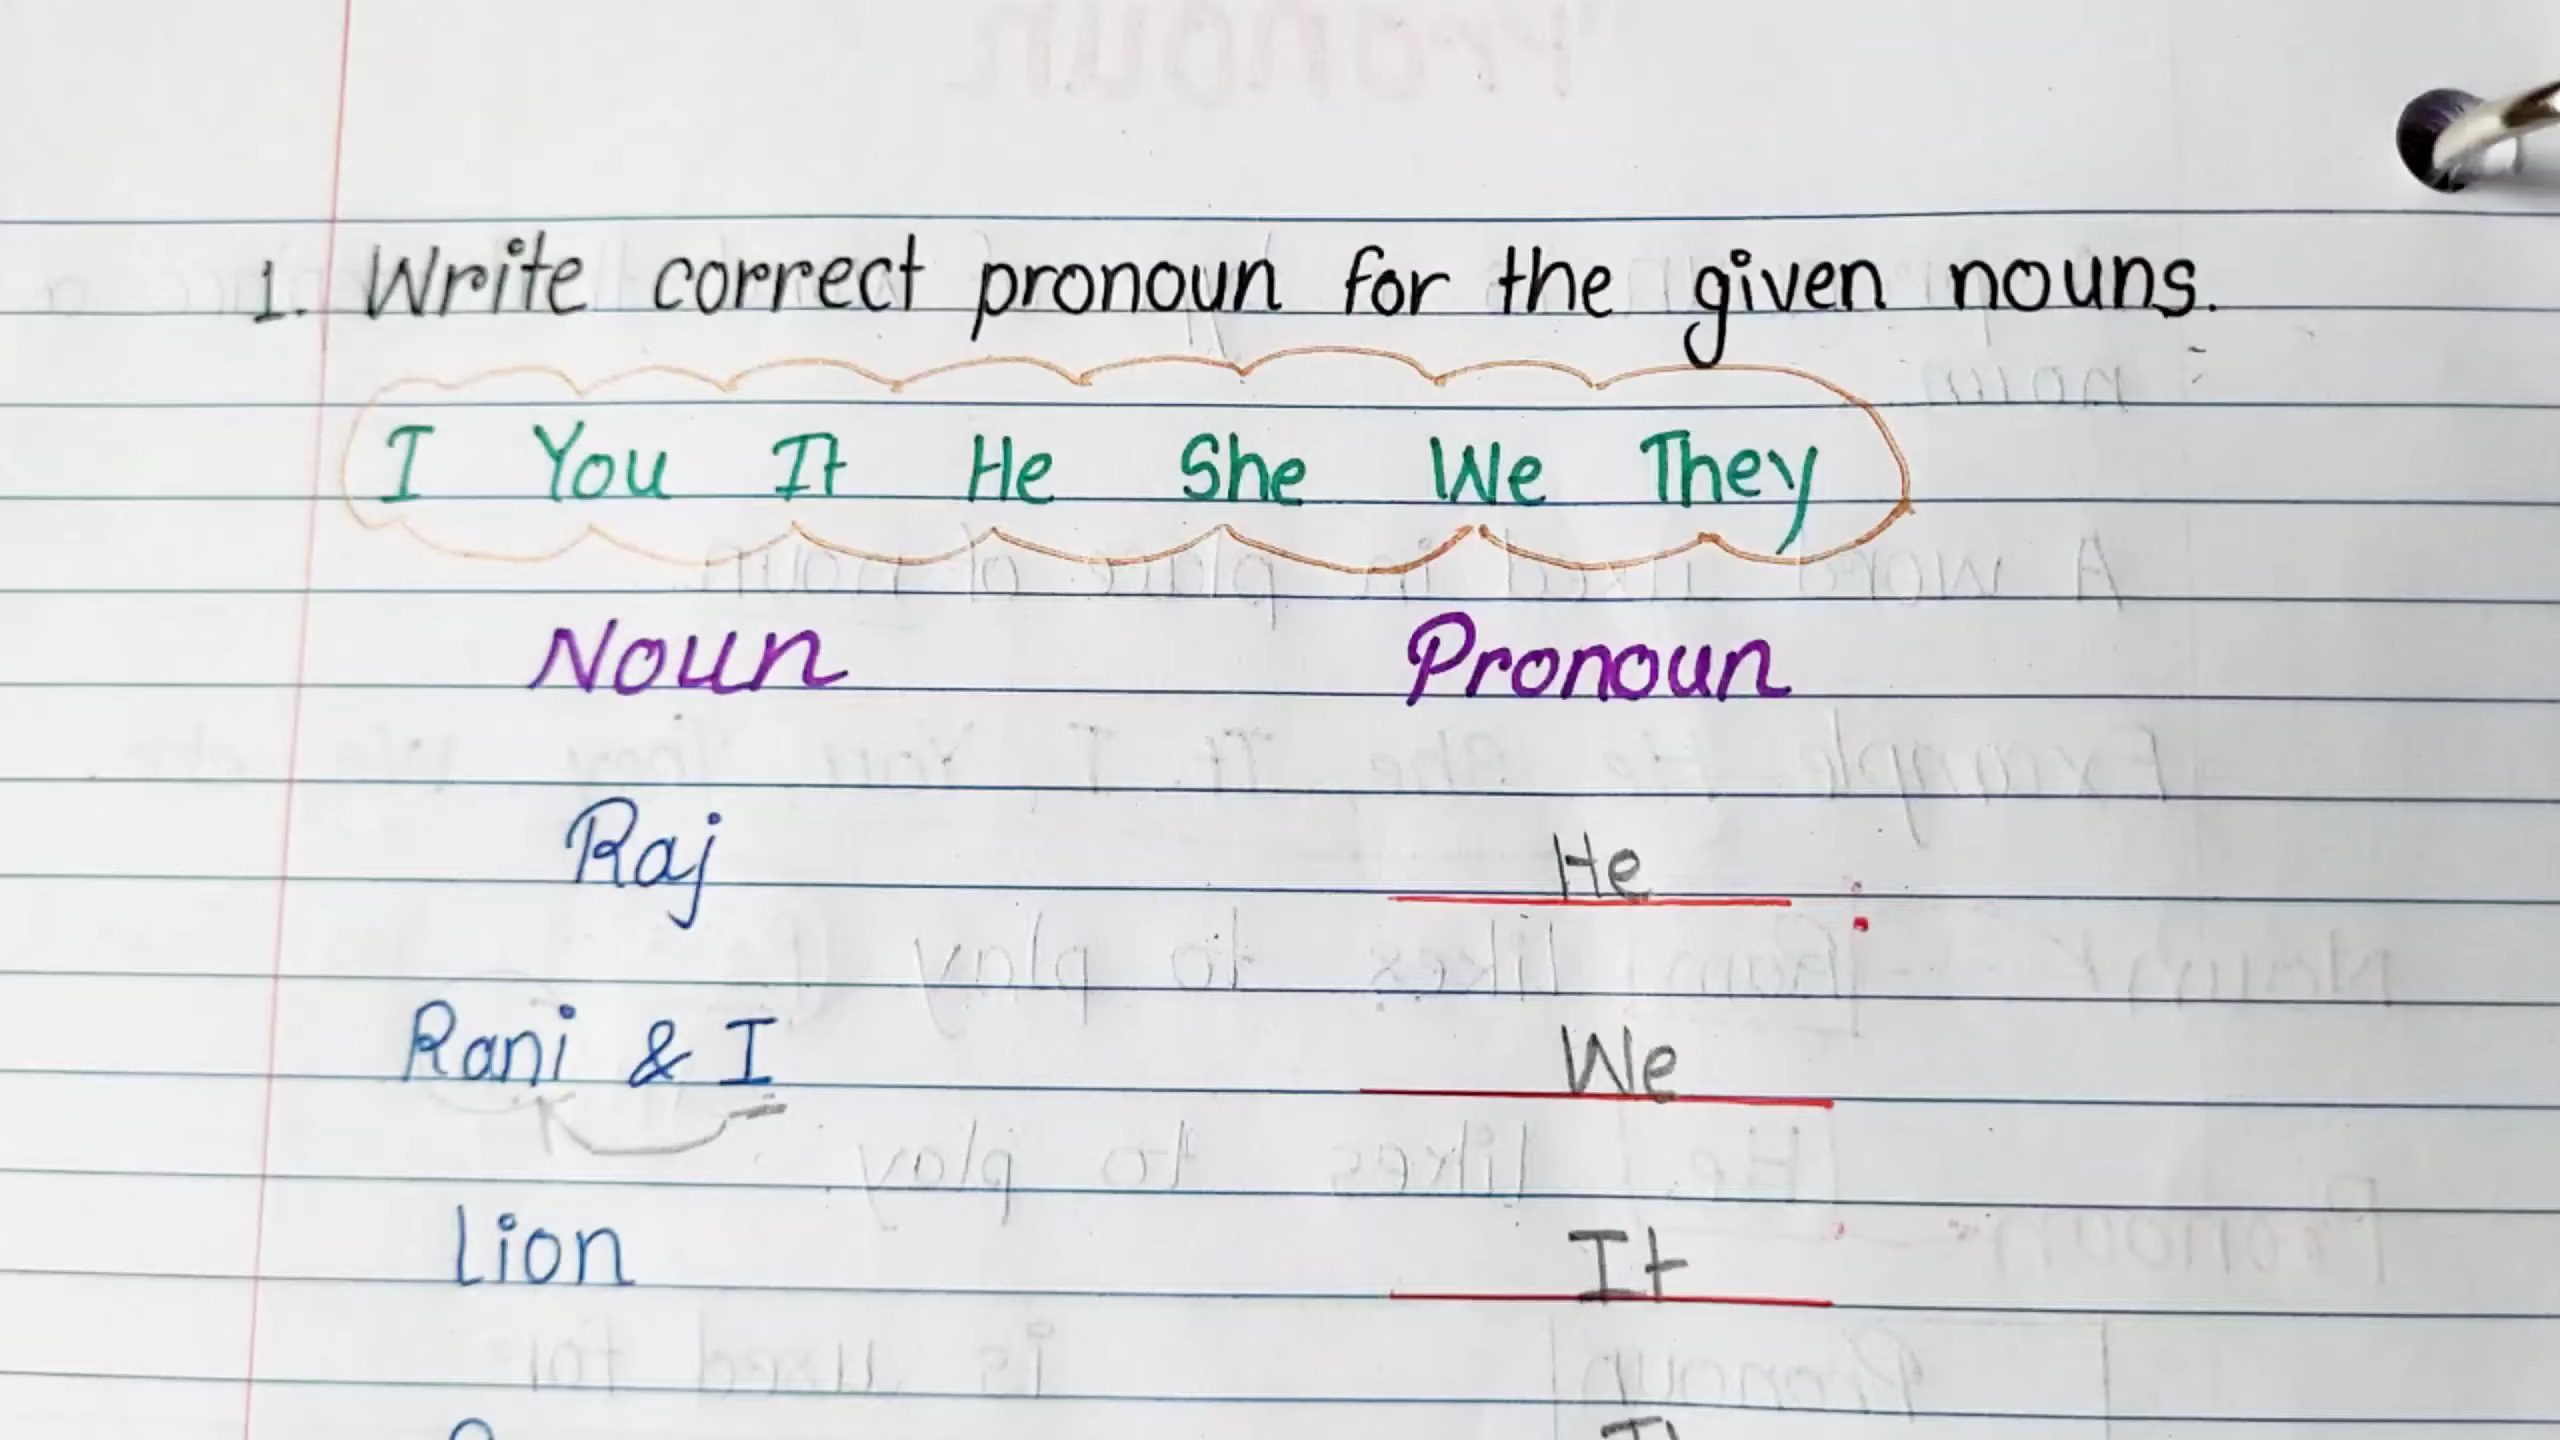 1. Write correct pronoun for the given nouns.
I You It He She We They
Noun Pronoun
Raj He
Rani & I We
Lion It